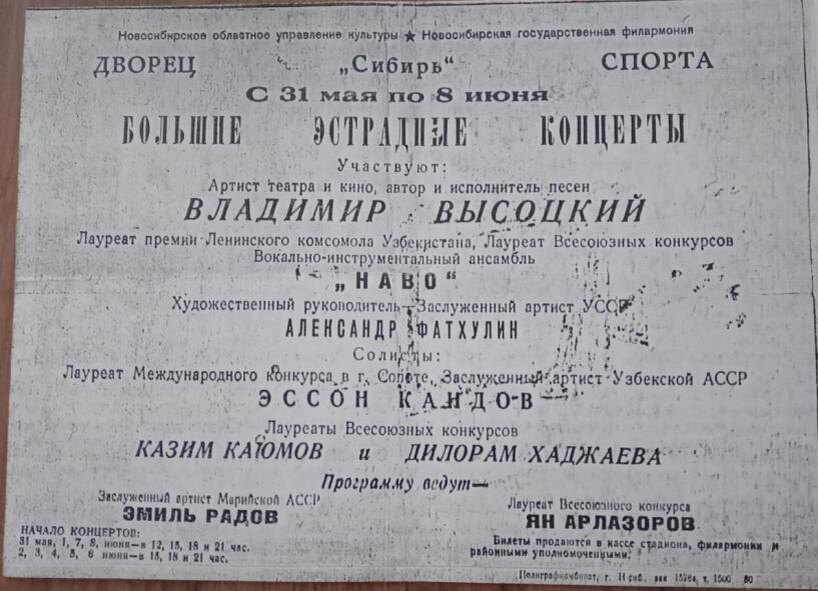 Новосибирское областное управление культуры ★ Новосибирская государственная филармония
ДВОРЕЦ „Сибирь“ СПОРТА
С 31 мая по 8 июня
БОЛЬШИЕ ЭСТРАДНЫЕ КОНЦЕРТЫ
Участвуют:
Артист театра и кино, автор и исполнитель песен
ВЛАДИМИР ВЫСОЦКИЙ
Лауреат премии Ленинского комсомола Узбекистана, Лауреат Всесоюзных конкурсов
Вокально-инструментальный ансамбль
„НАВО“
Художественный руководитель—Заслуженный артист УССР
АЛЕКСАНДР ФАТХУЛИН
Солисты:
Лауреат Международного конкурса в г. Сопоте, Заслуженный артист Узбекской АССР
ЭССОН КАНДОВ
Лауреаты Всесоюзных конкурсов
КАЗИМ КАЮМОВ и ДИЛОРАМ ХАДЖАЕВА
Программу ведут—
Заслуженный артист Марийской АССР
ЭМИЛЬ РАДОВ
Лауреат Всесоюзного конкурса
ЯН АРЛАЗОРОВ
НАЧАЛО КОНЦЕРТОВ:
31 мая, 1, 7, 8, июня—в 12, 15, 18 и 21 час.
2, 3, 4, 5, 6 июня—в 15, 18 и 21 час.
Билеты продаются в кассе стадиона, филармонии и
районными уполномоченными.
Полиграфкомбинат, г. Н-сиб, зак т. 1500